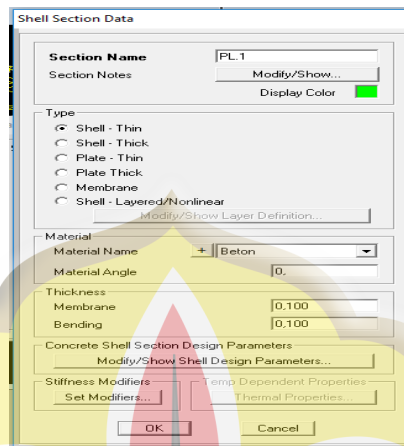 Shell Section Data
Section Name PL.1
Section Notes Modify/Show...
Display Color
Type
Shell - Thin
Shell - Thick
Plate - Thin
Plate Thick
Membrane
Shell - Layered/Nonlinear
Modify/Show Layer Definition...
Material
Material Name + Beton
Material Angle 0,
Thickness
Membrane 0,100
Bending 0,100
Concrete Shell Section Design Parameters
Modify/Show Shell Design Parameters...
Stiffness Modifiers Temp Dependent Properties
Set Modifiers... Thermal Properties...
OK Cancel